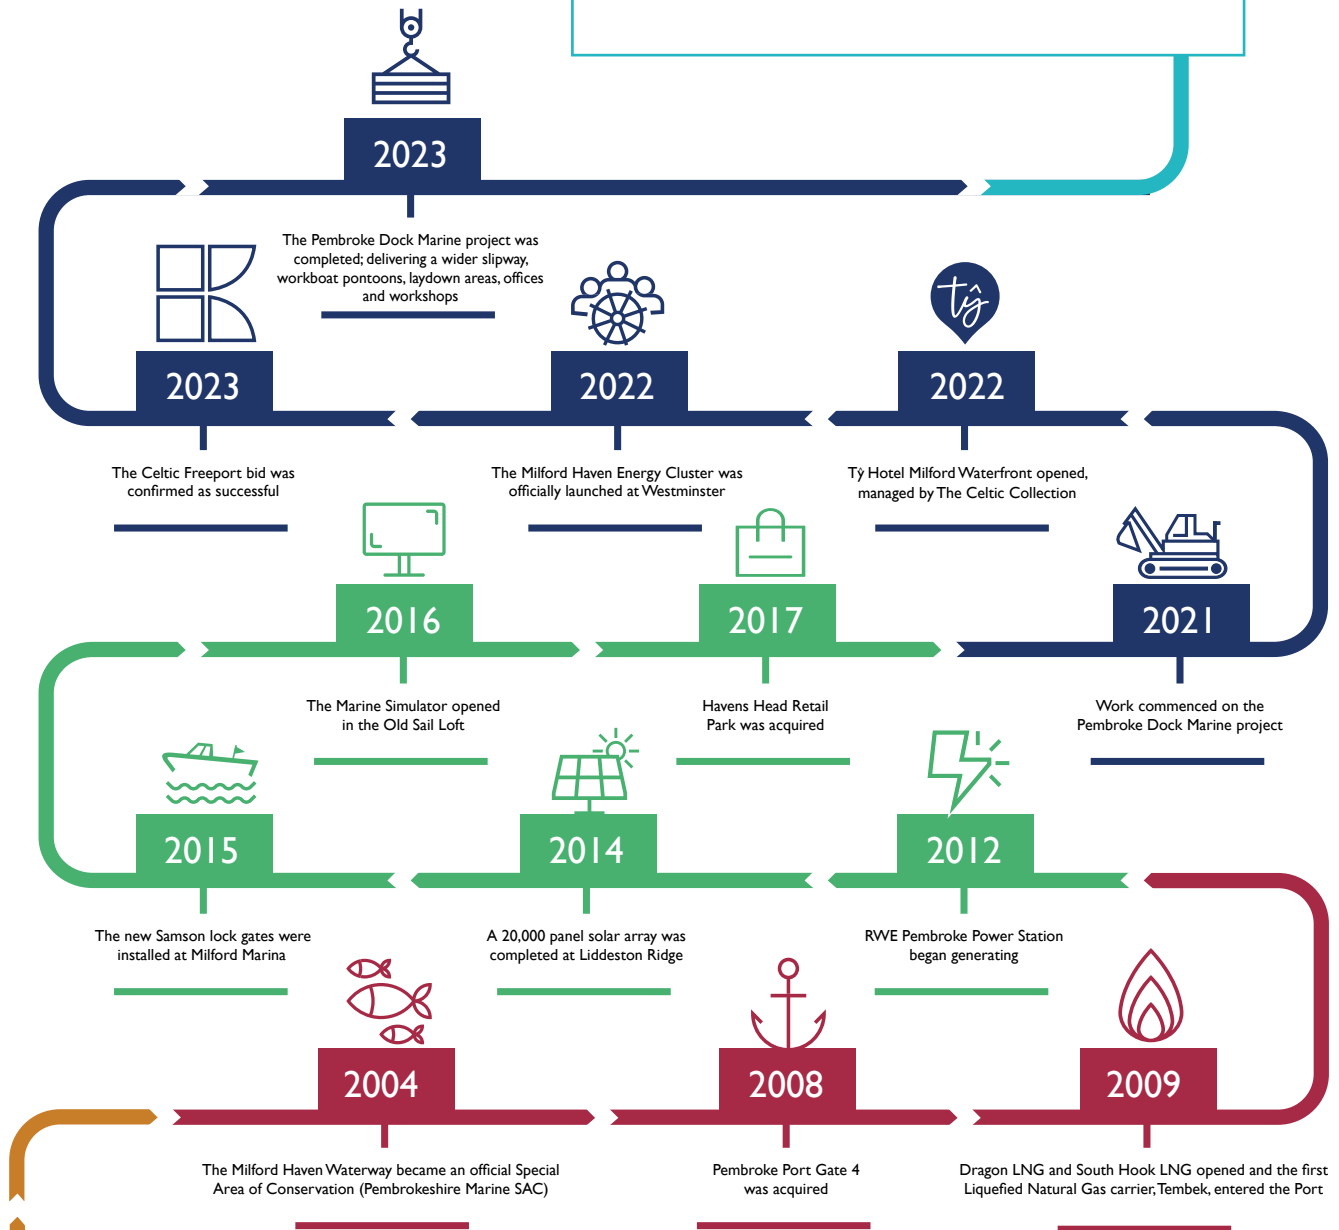 2023
The Pembroke Dock Marine project was
completed; delivering a wider slipway,
workboat pontoons, laydown areas, offices
and workshops
2023
The Celtic Freeport bid was
confirmed as successful
2022
The Milford Haven Energy Cluster was
officially launched at Westminster
tŷ
2022
Tŷ Hotel Milford Waterfront opened,
managed by The Celtic Collection
2016
The Marine Simulator opened
in the Old Sail Loft
2017
Havens Head Retail
Park was acquired
2021
Work commenced on the
Pembroke Dock Marine project
2015
The new Samson lock gates were
installed at Milford Marina
2014
A 20,000 panel solar array was
completed at Liddeston Ridge
2012
RWE Pembroke Power Station
began generating
2004
The Milford Haven Waterway became an official Special
Area of Conservation (Pembrokeshire Marine SAC)
2008
Pembroke Port Gate 4
was acquired
2009
Dragon LNG and South Hook LNG opened and the first
Liquefied Natural Gas carrier, Tembek, entered the Port